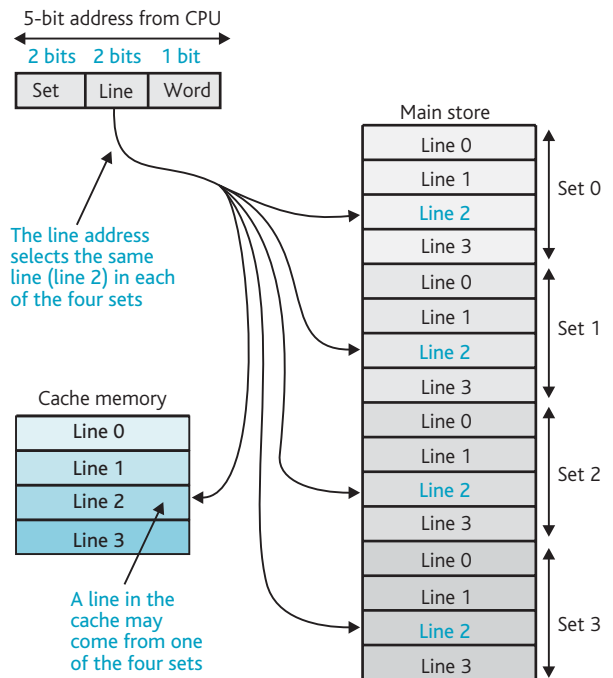 5-bit address from CPU
2 bits 2 bits 1 bit
Set Line Word
The line address
selects the same
line (line 2) in each
of the four sets
Main store
Line 0
Line 1
Line 2
Line 3
Set 0
Line 0
Line 1
Line 2
Line 3
Set 1
Line 0
Line 1
Line 2
Line 3
Set 2
Line 0
Line 1
Line 2
Line 3
Set 3
Cache memory
Line 0
Line 1
Line 2
Line 3
A line in the
cache may
come from one
of the four sets